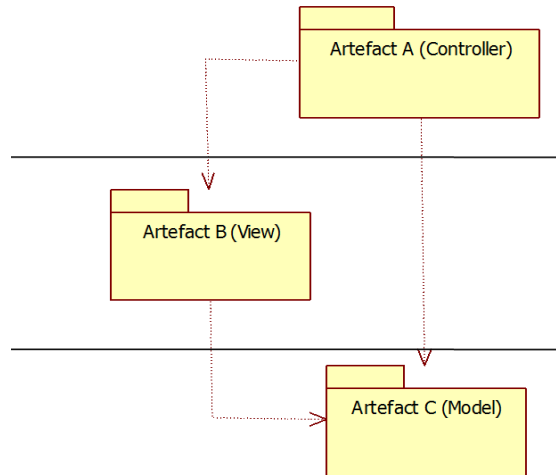 Artefact A (Controller)
Artefact B (View)
Artefact C (Model)